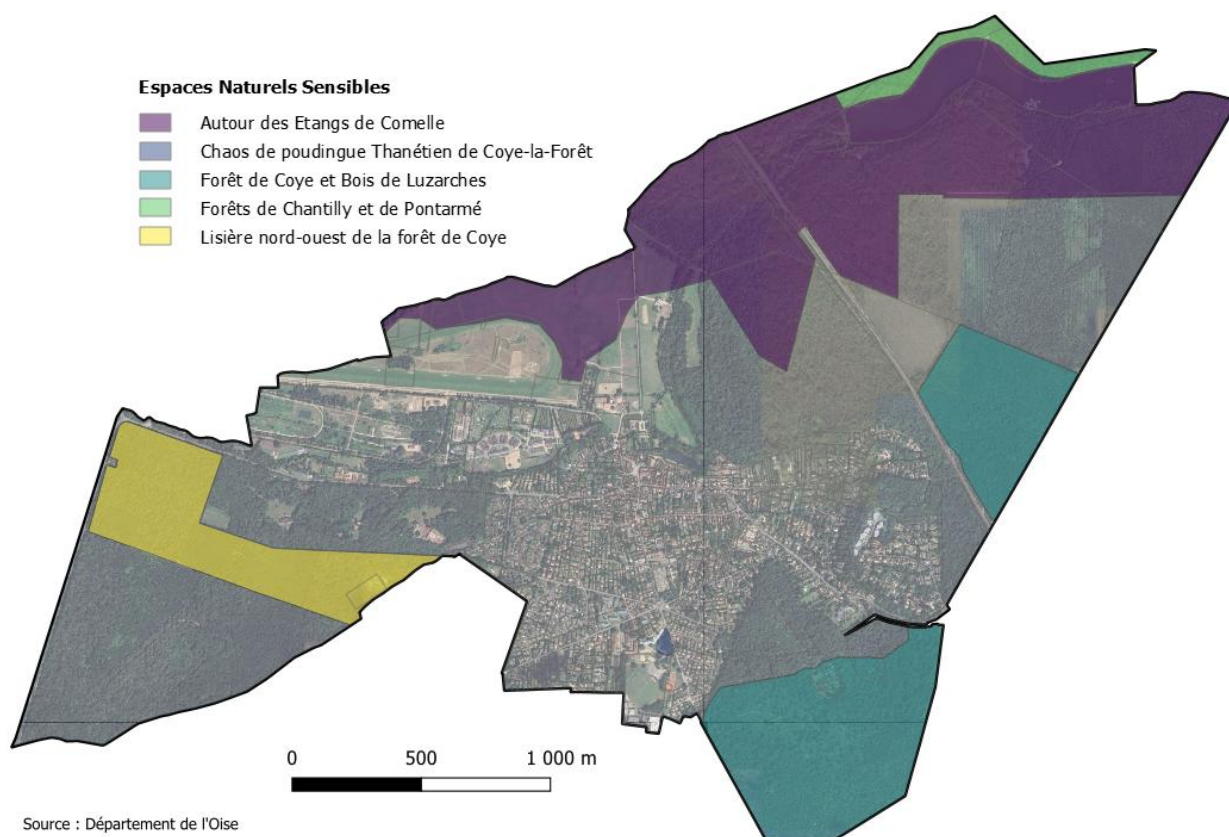 Espaces Naturels Sensibles
Autour des Etangs de Comelle
Chaos de poudingue Thanétien de Coye-la-Forêt
Forêt de Coye et Bois de Luzarches
Forêts de Chantilly et de Pontarmé
Lisière nord-ouest de la forêt de Coye
0 500 1 000 m
Source : Département de l'Oise